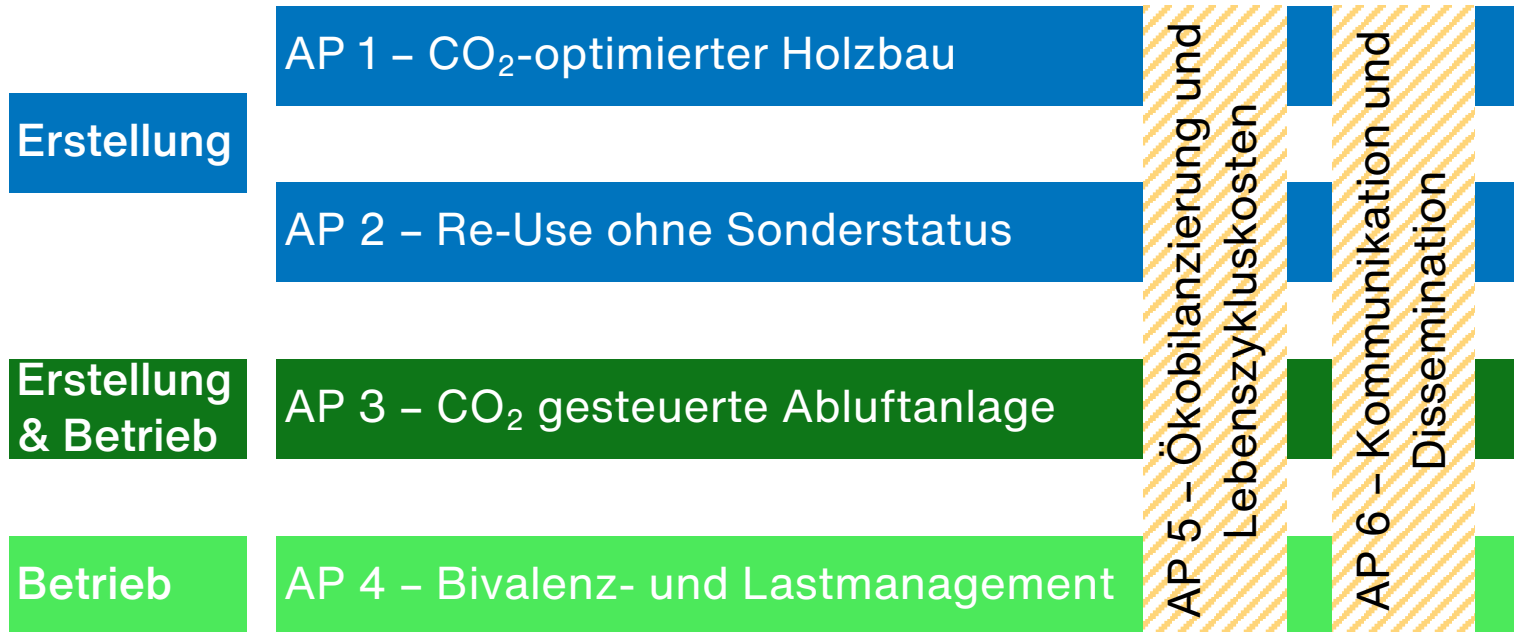 Erstellung
AP 1 – CO₂-optimierter Holzbau
AP 2 – Re-Use ohne Sonderstatus
Erstellung
& Betrieb
AP 3 – CO₂ gesteuerte Abluftanlage
Betrieb
AP 4 – Bivalenz- und Lastmanagement
AP 5 – Ökobilanzierung und
Lebenszykluskosten
AP 6 – Kommunikation und
Dissemination